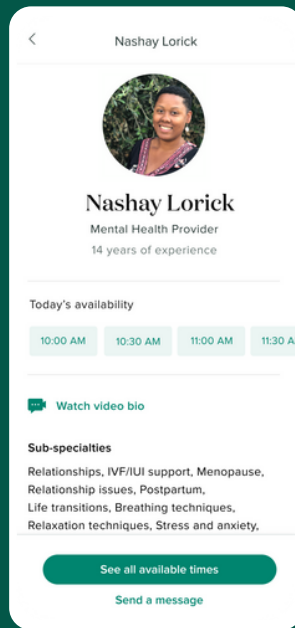 Nashay Lorick
Nashay Lorick
Mental Health Provider
14 years of experience
Today's availability
10:00 AM 10:30 AM 11:00 AM 11:30 A
Watch video bio
Sub-specialties
Relationships, IVF/IUI support, Menopause,
Relationship issues, Postpartum,
Life transitions, Breathing techniques,
Relaxation techniques, Stress and anxiety,
See all available times
Send a message